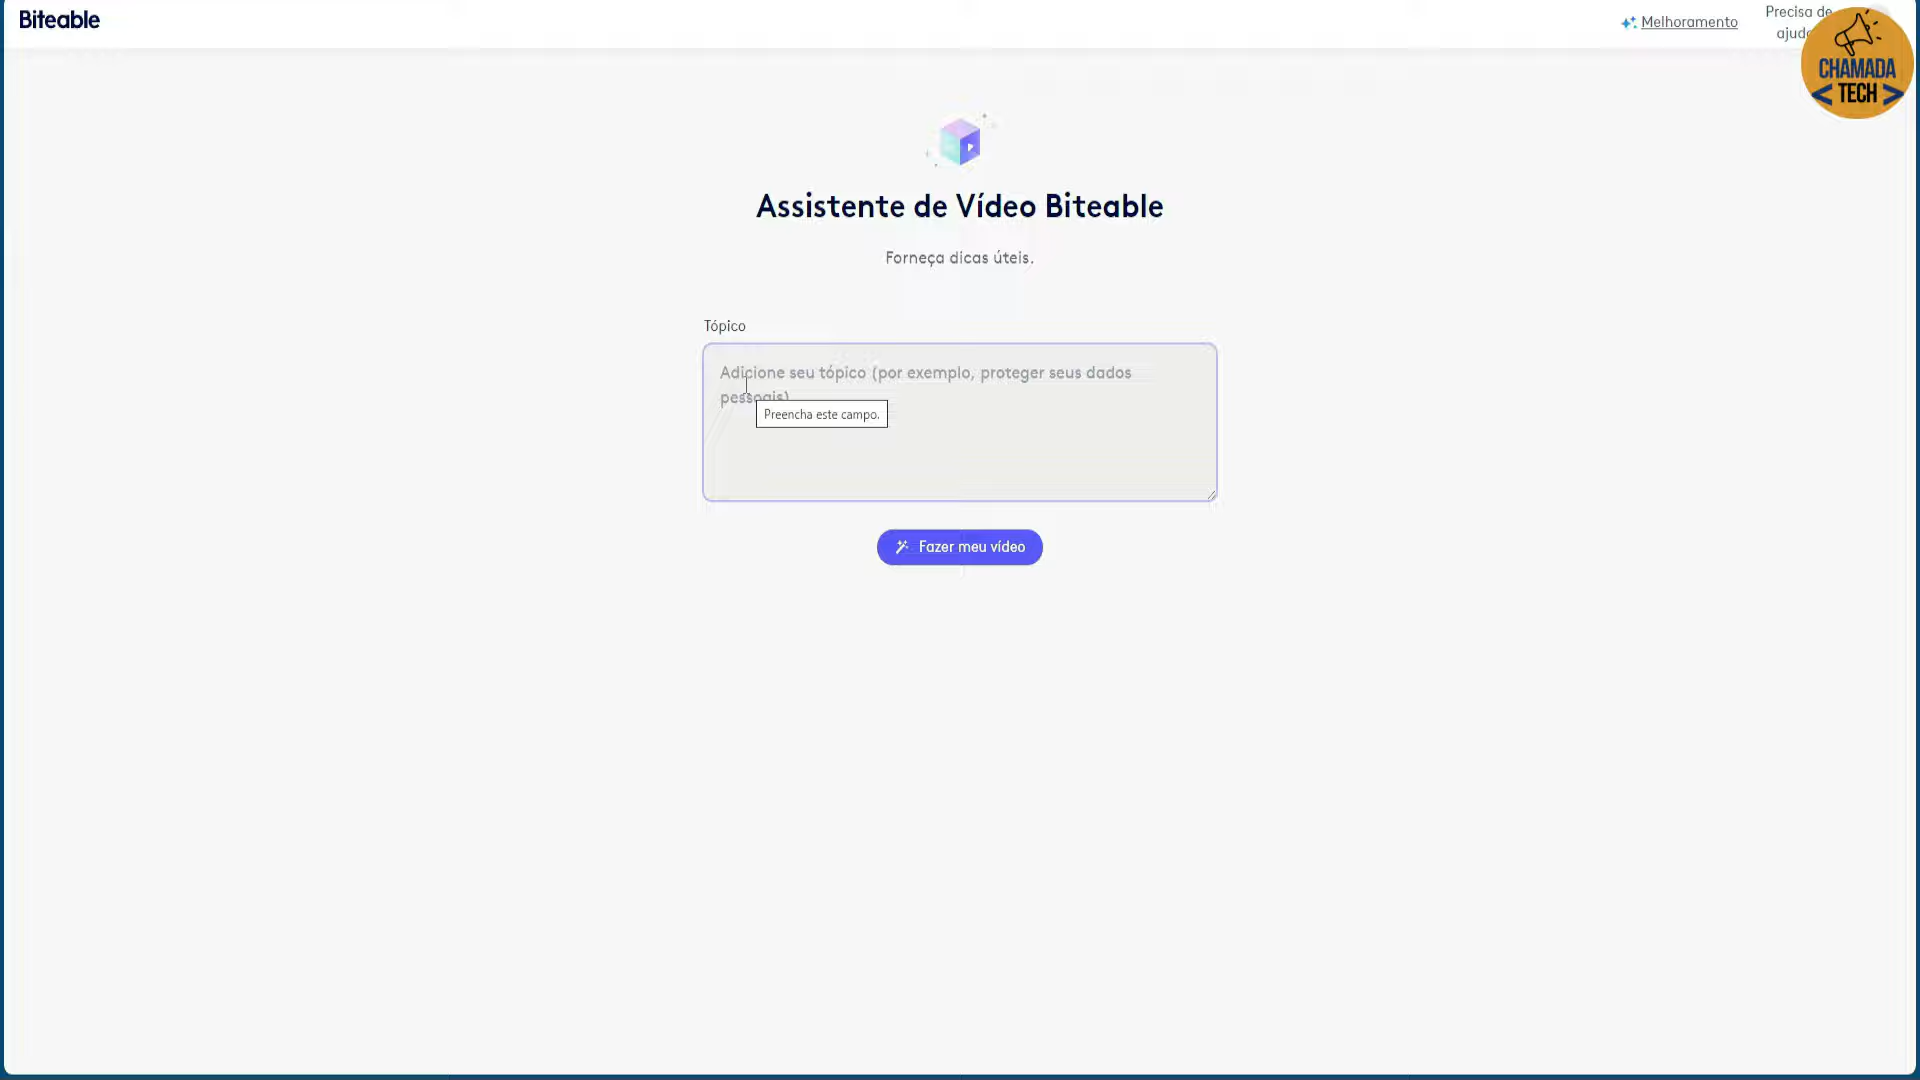 Biteable
Melhoramento
Precisa de
CHAMADA
< TECH >
Assistente de Vídeo Biteable
Forneça dicas úteis.
Tópico
Adicione seu tópico (por exemplo, proteger seus dados
pessoais)
Preencha este campo.
Fazer meu vídeo